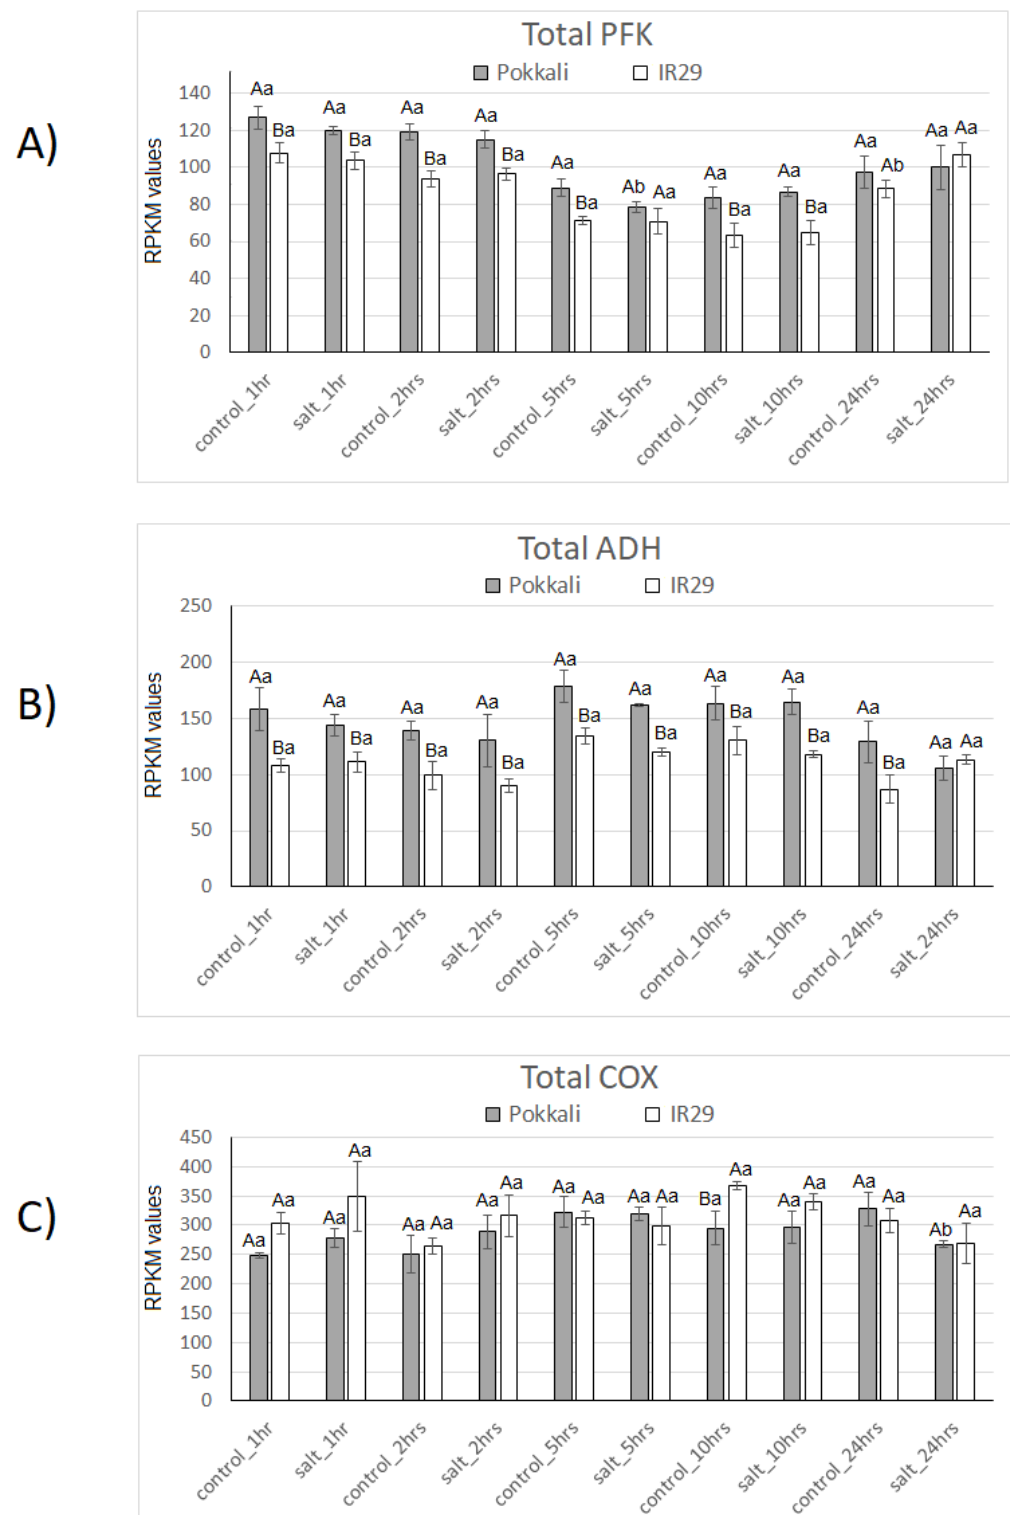 A)
Total PFK
Pokkali IR29
RPKM values
140
120
100
80
60
40
20
0
Aa Ba Aa Ba Aa Ba Aa Ba Aa Ba Ab Aa Aa Ba Aa Ba Aa Ab Aa Aa
control_1hr salt_1hr control_2hrs salt_2hrs control_5hrs salt_5hrs control_10hrs salt_10hrs control_24hrs salt_24hrs
B)
Total ADH
Pokkali IR29
RPKM values
250
200
150
100
50
0
Aa Ba Aa Ba Aa Ba Aa Ba Aa Ba Aa Ba Aa Ba Aa Ba Aa Ba Aa Aa
control_1hr salt_1hr control_2hrs salt_2hrs control_5hrs salt_5hrs control_10hrs salt_10hrs control_24hrs salt_24hrs
C)
Total COX
Pokkali IR29
RPKM values
450
400
350
300
250
200
150
100
50
0
Aa Aa Aa Aa Aa Aa Aa Aa Aa Aa Aa Aa Ba Aa Aa Aa Aa Aa Ab Aa
control_1hr salt_1hr control_2hrs salt_2hrs control_5hrs salt_5hrs control_10hrs salt_10hrs control_24hrs salt_24hrs